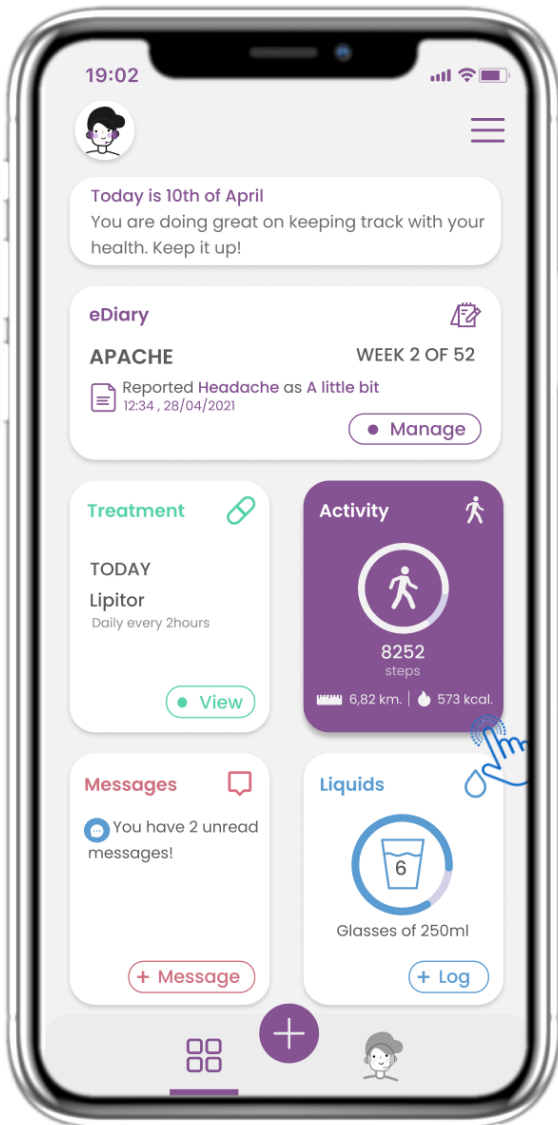 19:02
Today is 10th of April
You are doing great on keeping track with your
health. Keep it up!
eDiary
APACHE
WEEK 2 OF 52
Reported Headache as A little bit
12:34 , 28/04/2021
Manage
Treatment
TODAY
Lipitor
Daily every 2hours
View
Activity
8252
steps
6,82 km. | 573 kcal.
Messages
You have 2 unread
messages!
+ Message
Liquids
6
Glasses of 250ml
+ Log